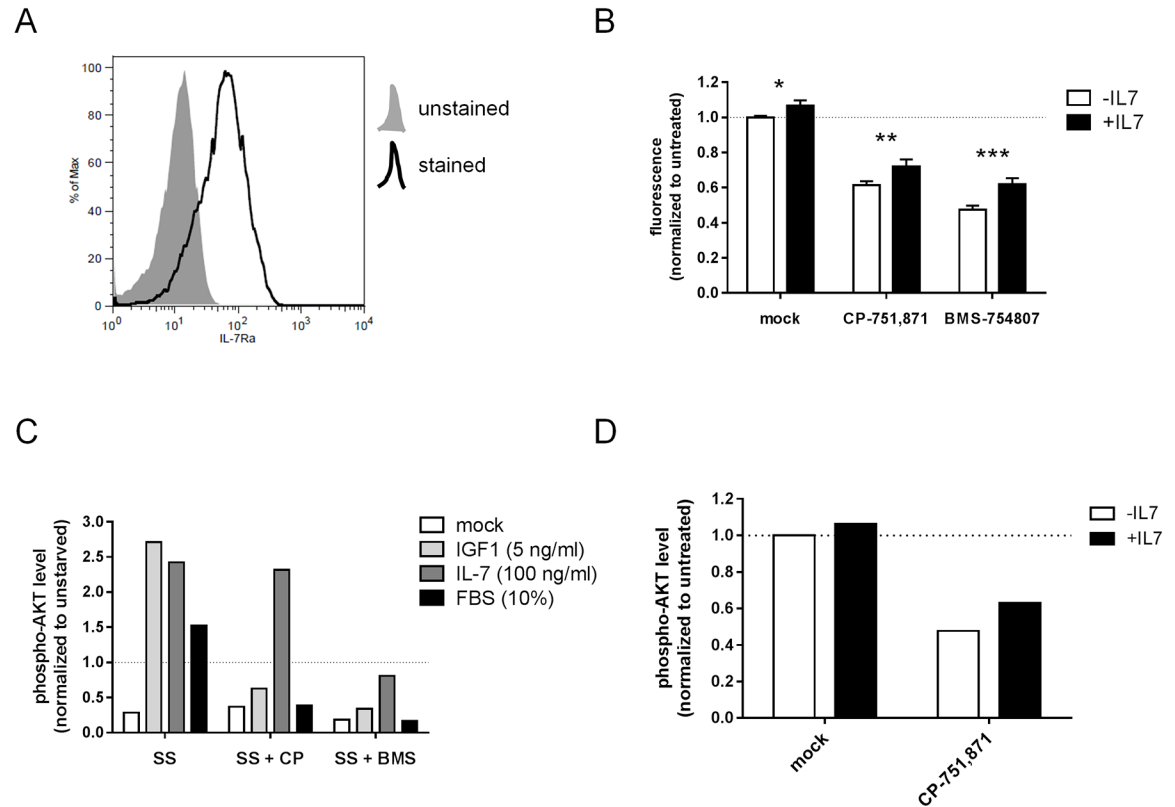 A
100
80
60
40
20
0
% of Max
10^0 10^1 10^2 10^3 10^4
IL-7Ra
unstained
stained
B
1.2
1.0
0.8
0.6
0.4
0.2
0.0
fluorescence
(normalized to untreated)
*
**
***
mock CP-751,871 BMS-754807
-IL7
+IL7
C
3.0
2.5
2.0
1.5
1.0
0.5
0.0
phospho-AKT level
(normalized to unstarved)
SS SS + CP SS + BMS
mock
IGF1 (5 ng/ml)
IL-7 (100 ng/ml)
FBS (10%)
D
1.2
1.0
0.8
0.6
0.4
0.2
0.0
phospho-AKT level
(normalized to untreated)
mock
CP-751,871
-IL7
+IL7